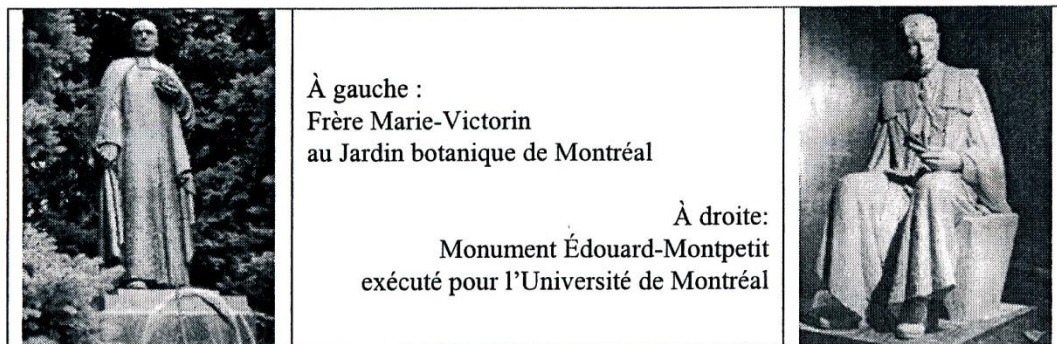 À gauche :
Frère Marie-Victorin
au Jardin botanique de Montréal
À droite:
Monument Édouard-Montpetit
exécuté pour l'Université de Montréal